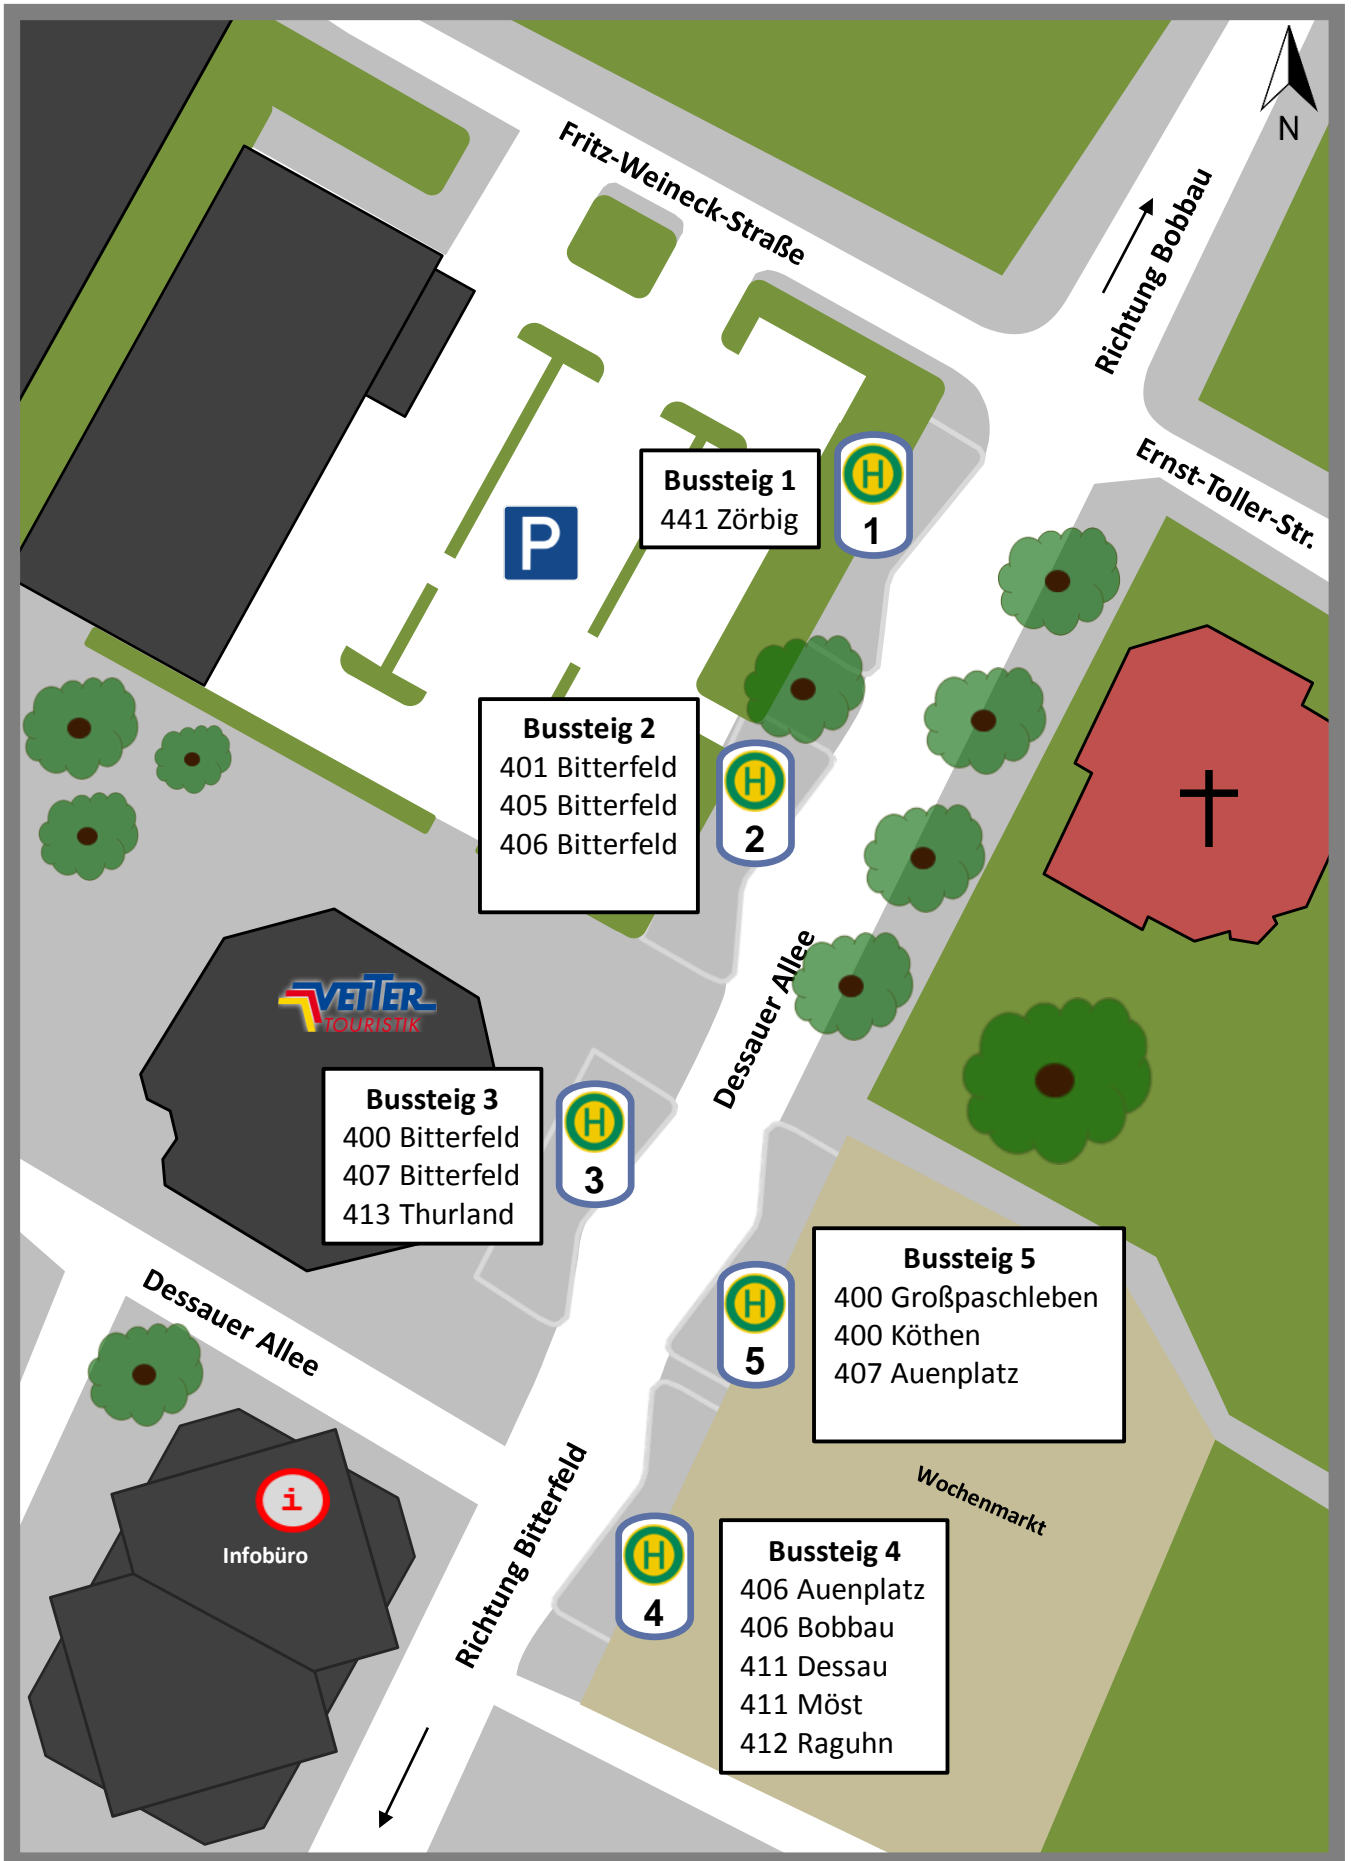 N
Fritz-Weineck-Straße
Richtung Bobbau
Ernst-Toller-Str.
Bussteig 1
441 Zörbig
H
1
P
Bussteig 2
401 Bitterfeld
405 Bitterfeld
406 Bitterfeld
H
2
Dessauer Allee
VETTER
TOURISTIK
Bussteig 3
400 Bitterfeld
407 Bitterfeld
413 Thurland
H
3
Bussteig 5
400 Großpaschleben
400 Köthen
407 Auenplatz
H
5
Dessauer Allee
Wochenmarkt
i
Infobüro
Richtung Bitterfeld
H
4
Bussteig 4
406 Auenplatz
406 Bobbau
411 Dessau
411 Möst
412 Raguhn